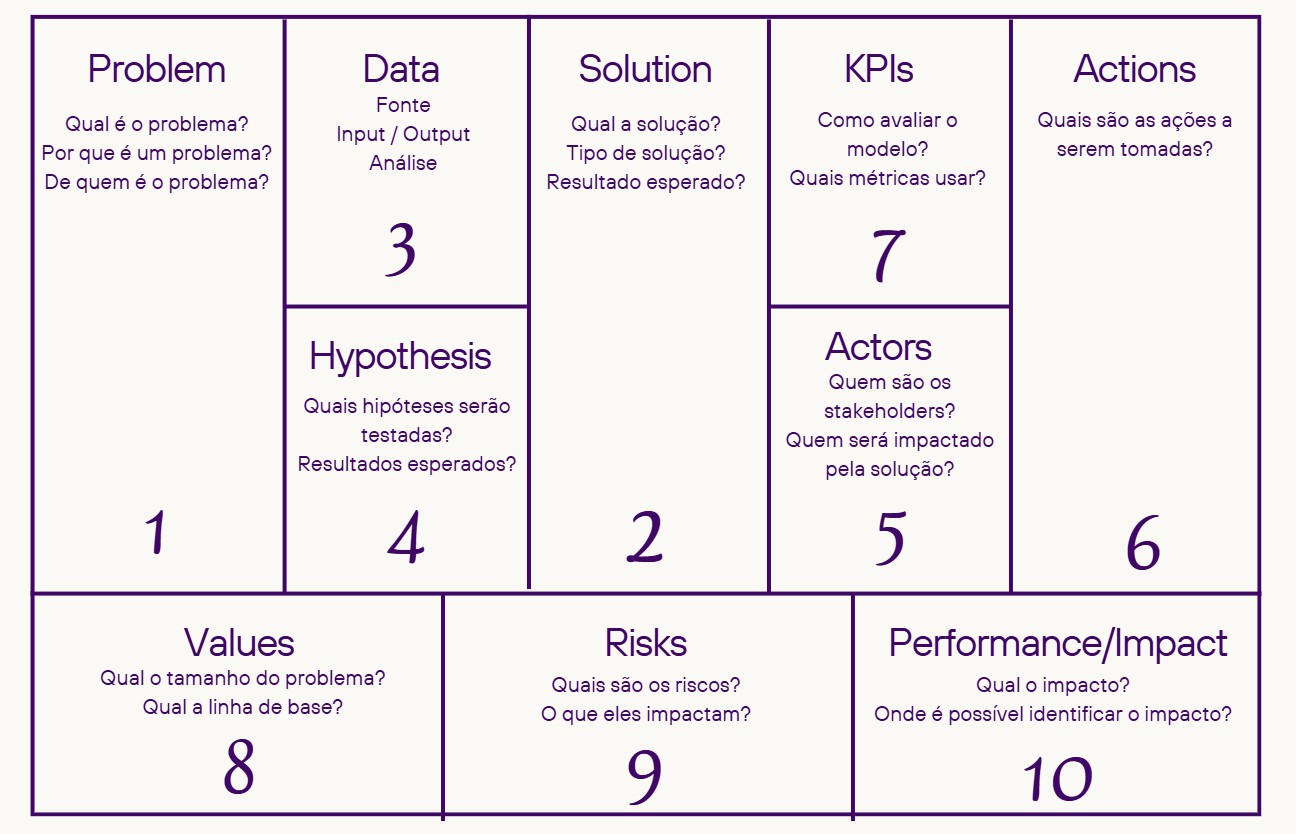 Problem
Qual é o problema?
Por que é um problema?
De quem é o problema?
1
Data
Fonte
Input / Output
Análise
3
Hypothesis
Quais hipóteses serão
testadas?
Resultados esperados?
4
Solution
Qual a solução?
Tipo de solução?
Resultado esperado?
2
KPIs
Como avaliar o
modelo?
Quais métricas usar?
7
Actors
Quem são os
stakeholders?
Quem será impactado
pela solução?
5
Actions
Quais são as ações a
serem tomadas?
6
Values
Qual o tamanho do problema?
Qual a linha de base?
8
Risks
Quais são os riscos?
O que eles impactam?
9
Performance/Impact
Qual o impacto?
Onde é possível identificar o impacto?
10